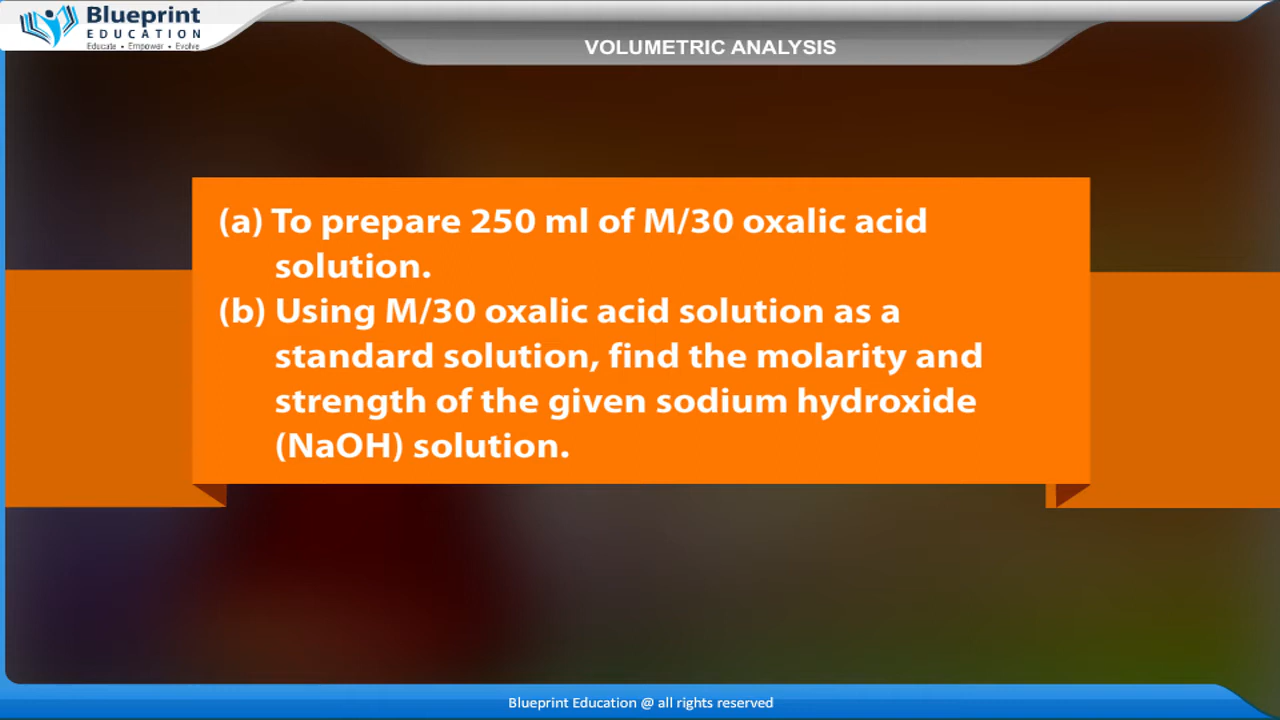 Blueprint
EDUCATION
Educate • Empower • Evolve
VOLUMETRIC ANALYSIS
(a) To prepare 250 ml of M/30 oxalic acid
solution.
(b) Using M/30 oxalic acid solution as a
standard solution, find the molarity and
strength of the given sodium hydroxide
(NaOH) solution.
Blueprint Education @ all rights reserved